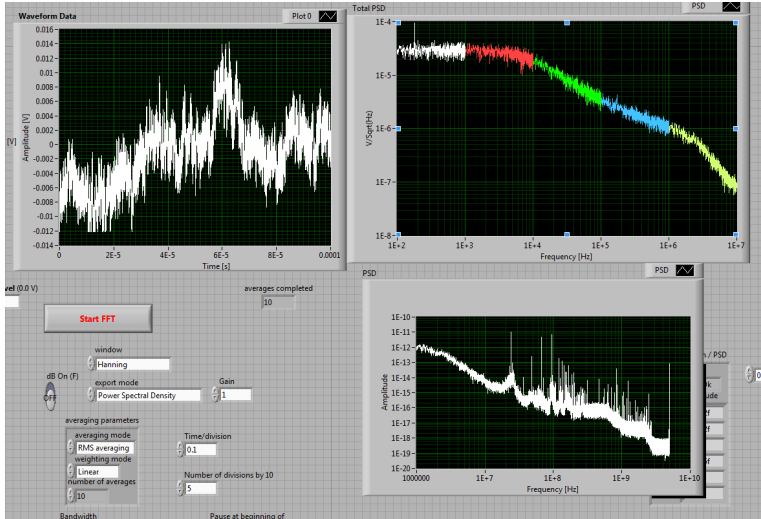 Waveform Data
Plot 0
Amplitude [V]
0.016
0.014
0.012
0.01
0.008
0.006
0.004
0.002
0
-0.002
-0.004
-0.006
-0.008
-0.01
-0.012
-0.014
0
2E-5
4E-5
6E-5
8E-5
0.0001
Time [s]
[V]
Total PSD
PSD
V/Sqrt(Hz)
1E-4
1E-5
1E-6
1E-7
1E-8
1E+2
1E+3
1E+4
1E+5
1E+6
1E+7
Frequency [Hz]
(0.0 V)
averages completed
10
Start FFT
window
Hanning
dB On (F)
OFF
export mode
Power Spectral Density
Gain
1
averaging parameters
averaging mode
RMS averaging
weighting mode
Linear
number of averages
10
Time/division
0.1
Number of divisions by 10
5
Bandwidth
Pause at beginning of
PSD
PSD
Amplitude
1E-10
1E-11
1E-12
1E-13
1E-14
1E-15
1E-16
1E-17
1E-18
1E-19
1E-20
1000000
1E+7
1E+8
1E+9
1E+10
Frequency [Hz]
/ PSD